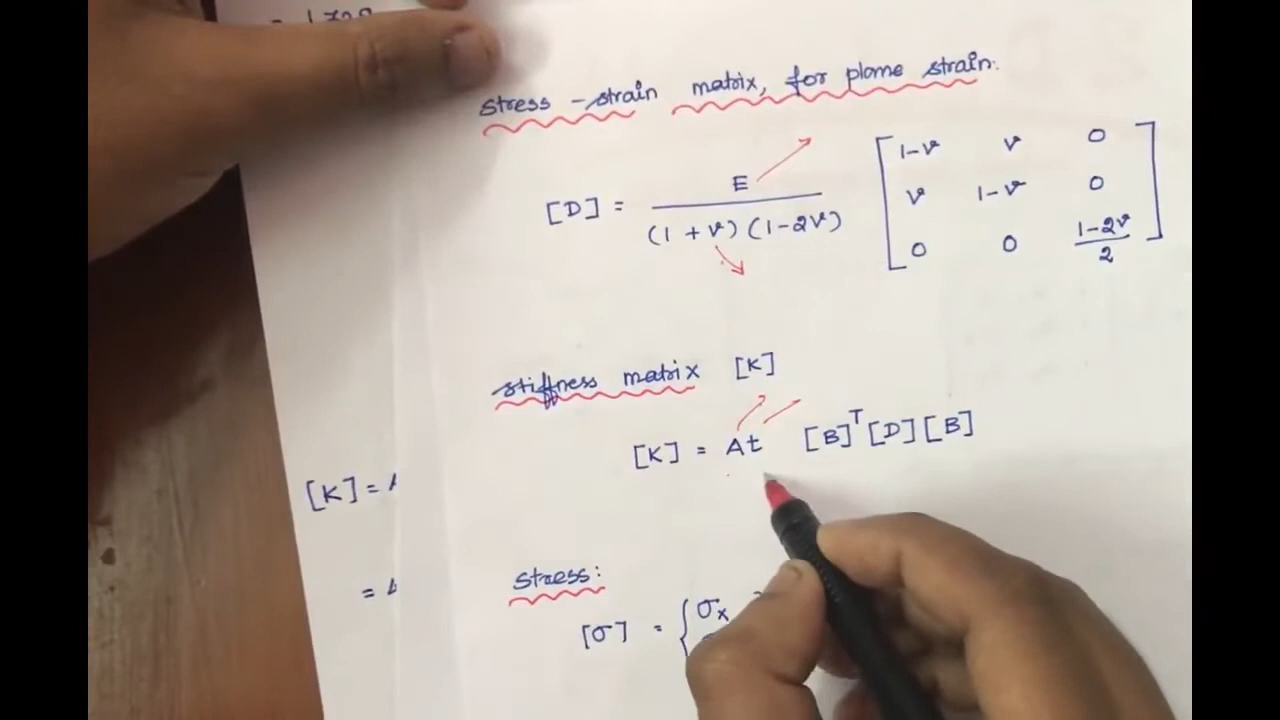 stress - strain matrix, for plane strain.
[D] = E / (1 + v) (1 - 2v) [1-v v 0
v 1-v 0
0 0 1-2v / 2]
stiffness matrix [K]
[K] = At [B]^T [D] [B]
[K] =
=
stress:
[σ] = { σx